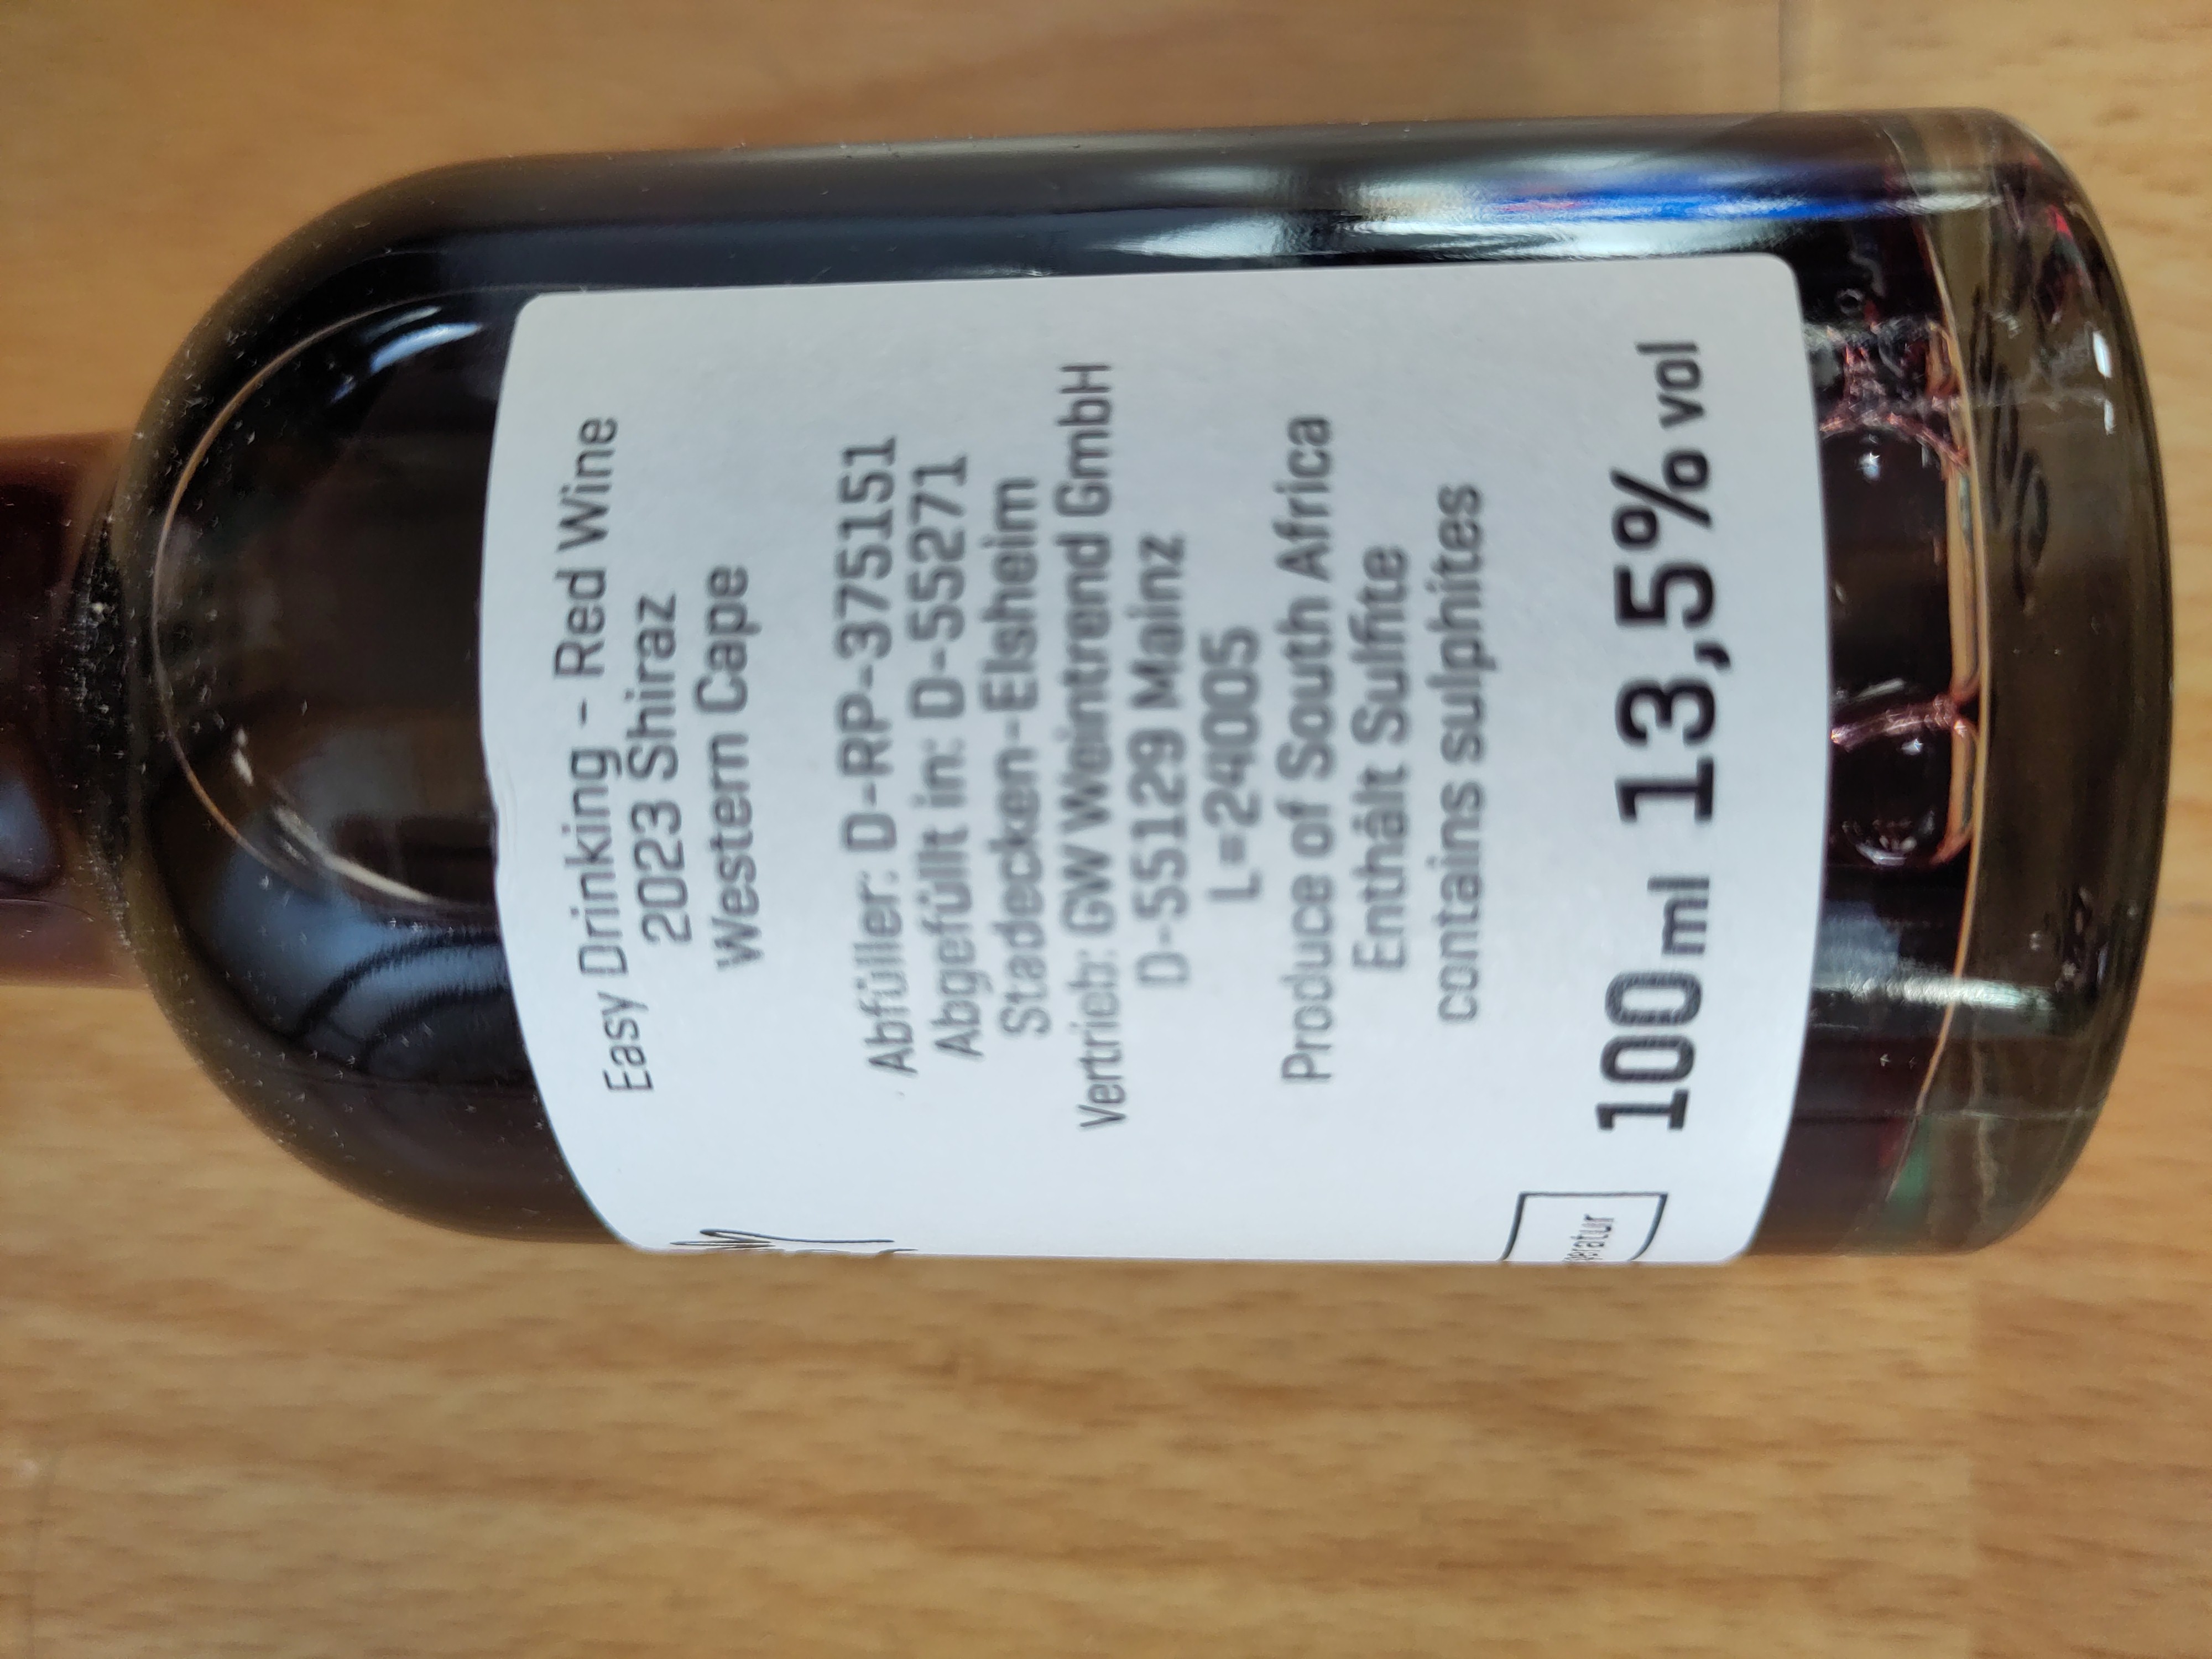 Easy Drinking - Red Wine
2023 Shiraz
Western Cape
Abfüller: D-RP-375151
Abgefüllt in: D-55271
Stadecken-Elsheim
Vertrieb: GW Weintrend GmbH
D-55129 Mainz
L=24005
Produce of South Africa
Enthält Sulfite
contains sulphites
100 ml 13,5% vol